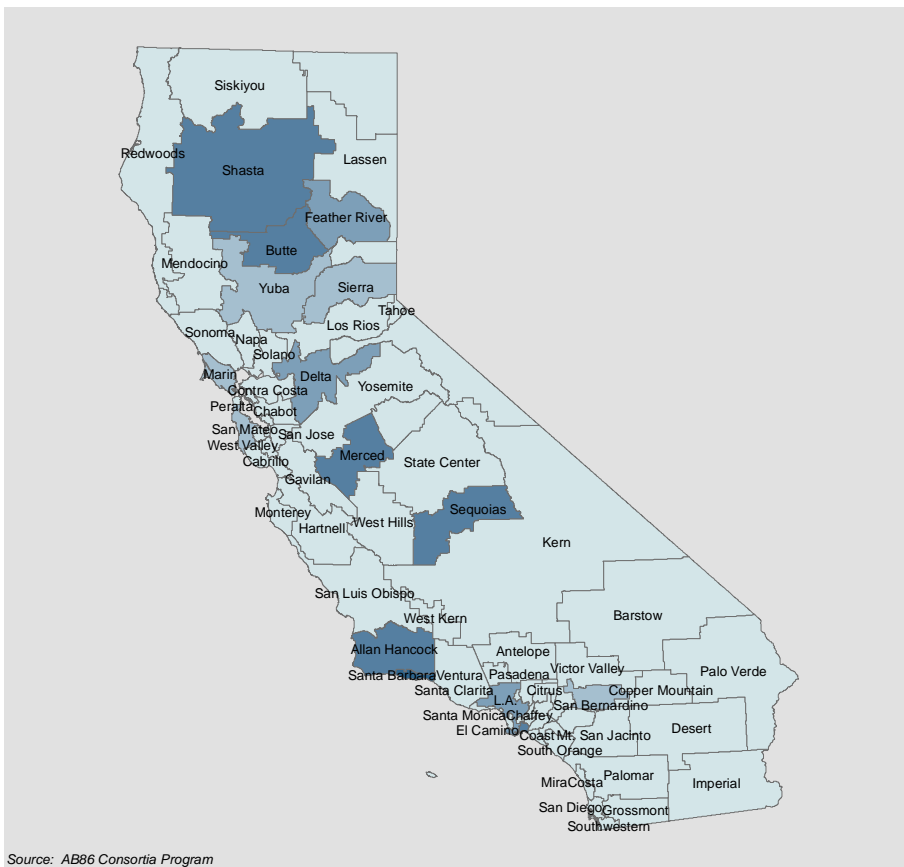 Siskiyou
Redwoods
Shasta
Lassen
Feather River
Butte
Mendocino
Yuba
Sierra
Tahoe
Los Rios
Sonoma
Napa
Solano
Marin
Delta
Contra Costa
Yosemite
Peralta
Chabot
San Mateo
San Jose
West Valley
Merced
Cabrillo
State Center
Gavilan
Monterey
Sequoias
Hartnell
West Hills
Kern
San Luis Obispo
West Kern
Barstow
Allan Hancock
Antelope
Santa Barbara
Ventura
Pasadena
Victor Valley
Palo Verde
Santa Clarita
L.A.
Citrus
Copper Mountain
San Bernardino
Santa Monica
Chaffey
El Camino
Coast
Mt. San Jacinto
Desert
South Orange
MiraCosta
Palomar
Imperial
San Diego
Grossmont
Southwestern
Source: AB86 Consortia Program